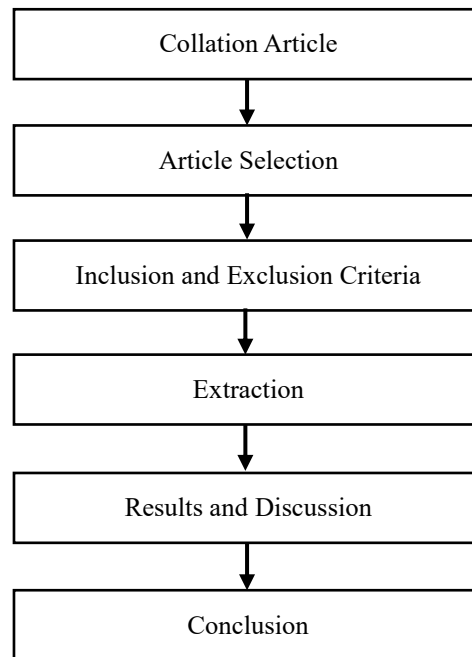 Collation Article
Article Selection
Inclusion and Exclusion Criteria
Extraction
Results and Discussion
Conclusion